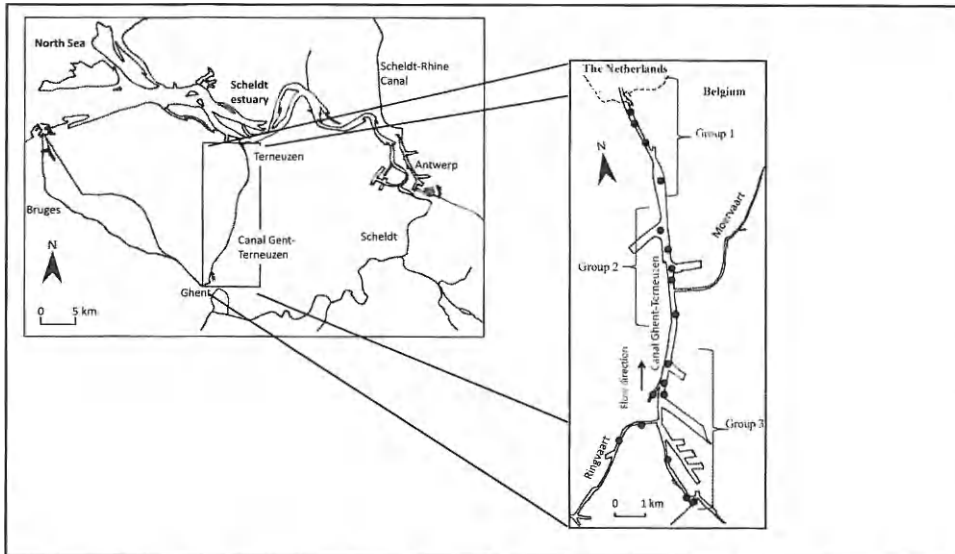 North Sea
Scheldt
estuary
Scheldt-Rhine
Canal
Terneuzen
Antwerp
Bruges
N
Canal Gent-
Terneuzen
Scheldt
Ghent
0 5 km
The Netherlands
Belgium
Group 1
N
Moervaart
Group 2
Canal Ghent-Terneuzen
Flow direction
Group 3
Ringvaart
0 1 km